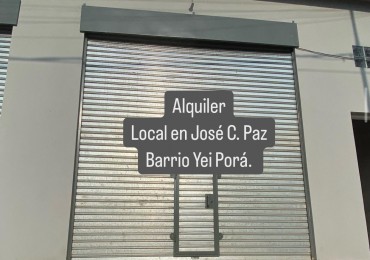 Alquiler
Local en José C. Paz
Barrio Yei Porá.